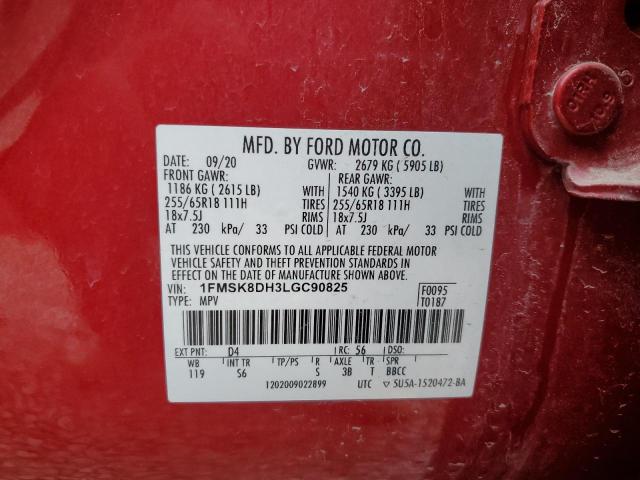 MFD. BY FORD MOTOR CO.
DATE: 09/20 GVWR: 2679 KG ( 5905 LB)
FRONT GAWR: REAR GAWR:
1186 KG ( 2615 LB) WITH 1540 KG ( 3395 LB) WITH
255/65R18 111H TIRES 255/65R18 111H TIRES
18x7.5J RIMS 18x7.5J RIMS
AT 230 kPa/ 33 PSI COLD AT 230 kPa/ 33 PSI COLD
THIS VEHICLE CONFORMS TO ALL APPLICABLE FEDERAL MOTOR
VEHICLE SAFETY AND THEFT PREVENTION STANDARDS IN
EFFECT ON THE DATE OF MANUFACTURE SHOWN ABOVE.
VIN: 1FMSK8DH3LGC90825 F0095
TYPE: MPV T0187
EXT PNT: D4 RC: 56 DSO:
WB INT TR TP/PS R AXLE TR SPR
119 S6 S 3B T BBCC
1202009022899 UTC ▽ 5U5A-1520472-BA